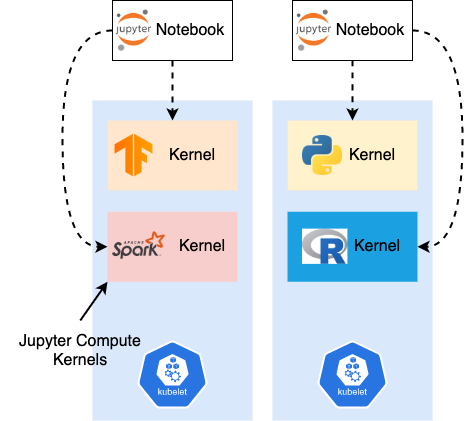 jupyter Notebook
jupyter Notebook
Kernel
Kernel
APACHE
Spark Kernel
R Kernel
Jupyter Compute
Kernels
kubelet
kubelet